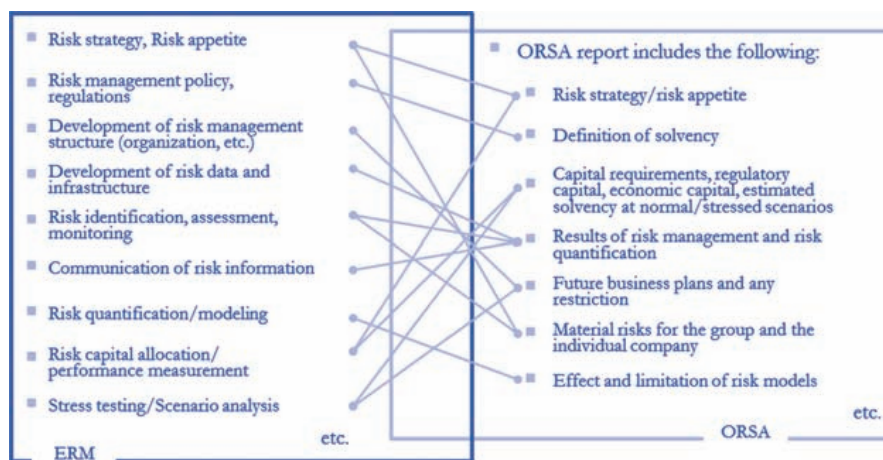 Risk strategy, Risk appetite
Risk management policy,
regulations
Development of risk management
structure (organization, etc.)
Development of risk data and
infrastructure
Risk identification, assessment,
monitoring
Communication of risk information
Risk quantification/modeling
Risk capital allocation/
performance measurement
Stress testing/Scenario analysis
etc.
ERM
ORSA report includes the following:
Risk strategy/risk appetite
Definition of solvency
Capital requirements, regulatory
capital, economic capital, estimated
solvency at normal/stressed scenarios
Results of risk management and risk
quantification
Future business plans and any
restriction
Material risks for the group and the
individual company
Effect and limitation of risk models
etc.
ORSA